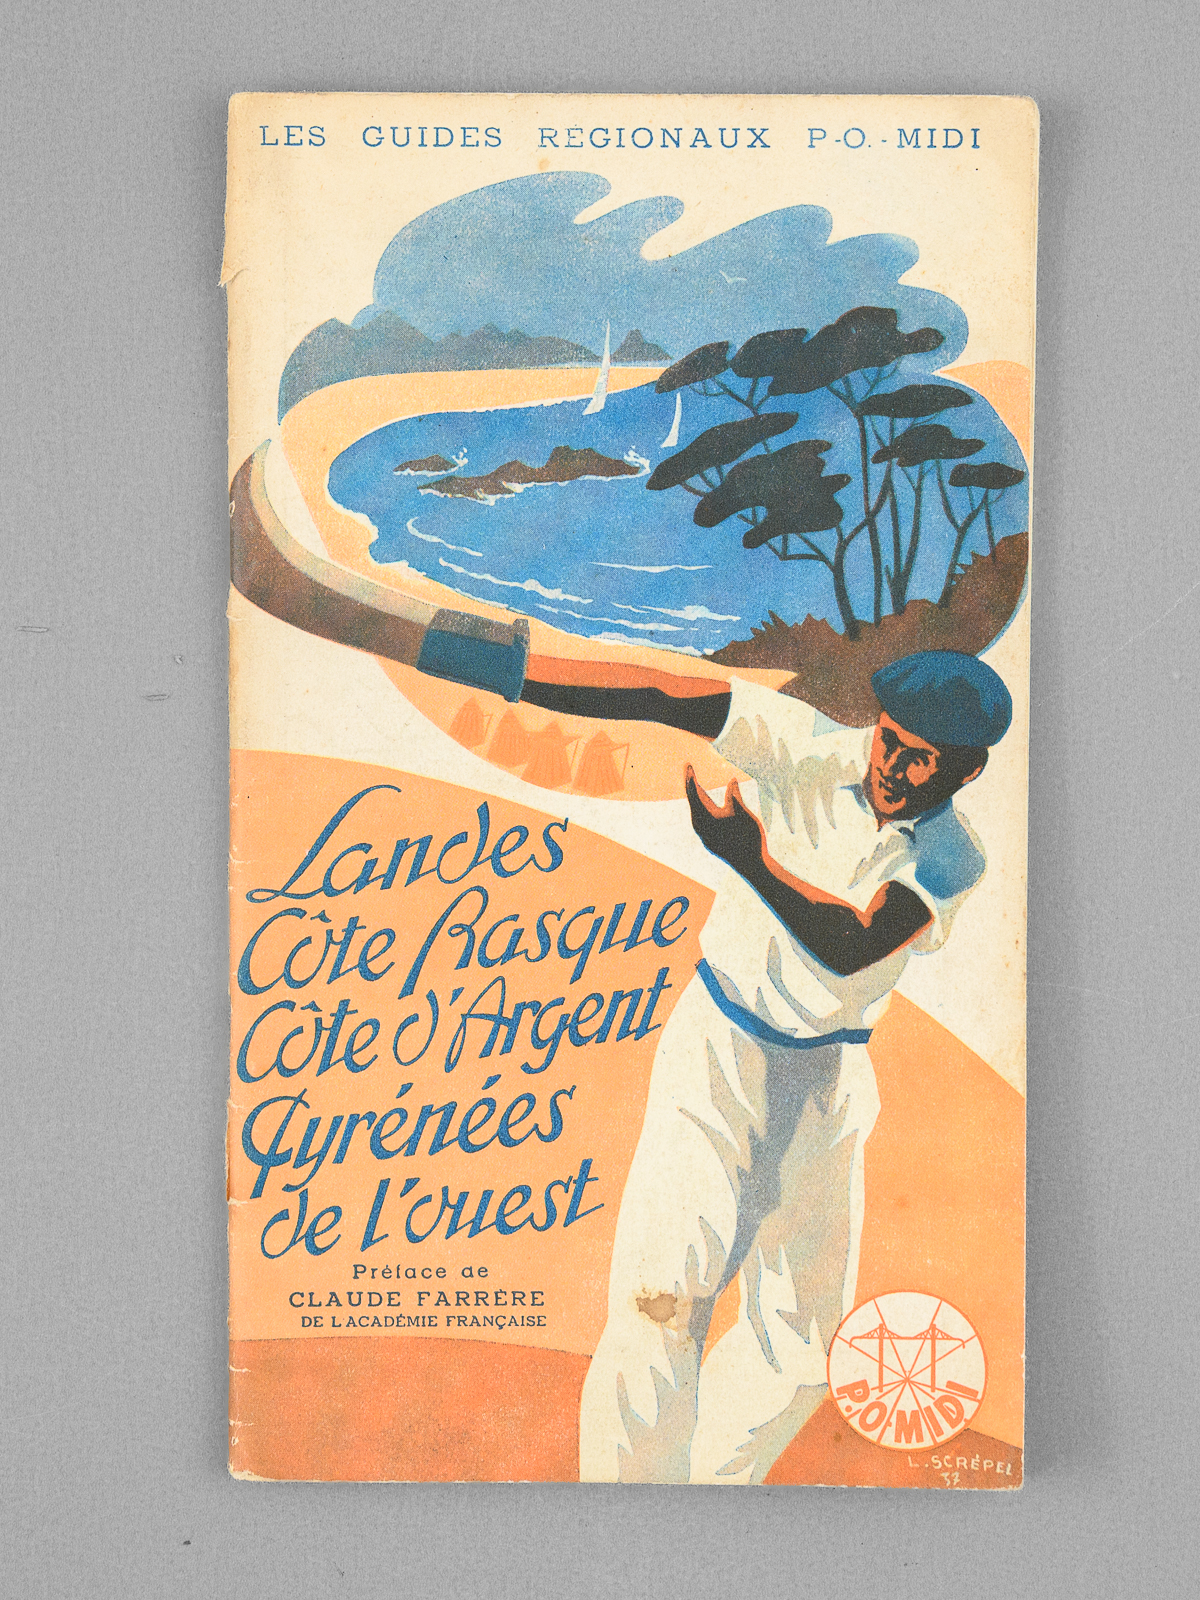 LES GUIDES RÉGIONAUX P-O.-MIDI
Landes
Côte Basque
Côte d'Argent
Pyrénées
de l'ouest
Préface de
CLAUDE FARRÈRE
DE L'ACADÉMIE FRANÇAISE
P.O-MIDI
L. SCRÉPEL
37